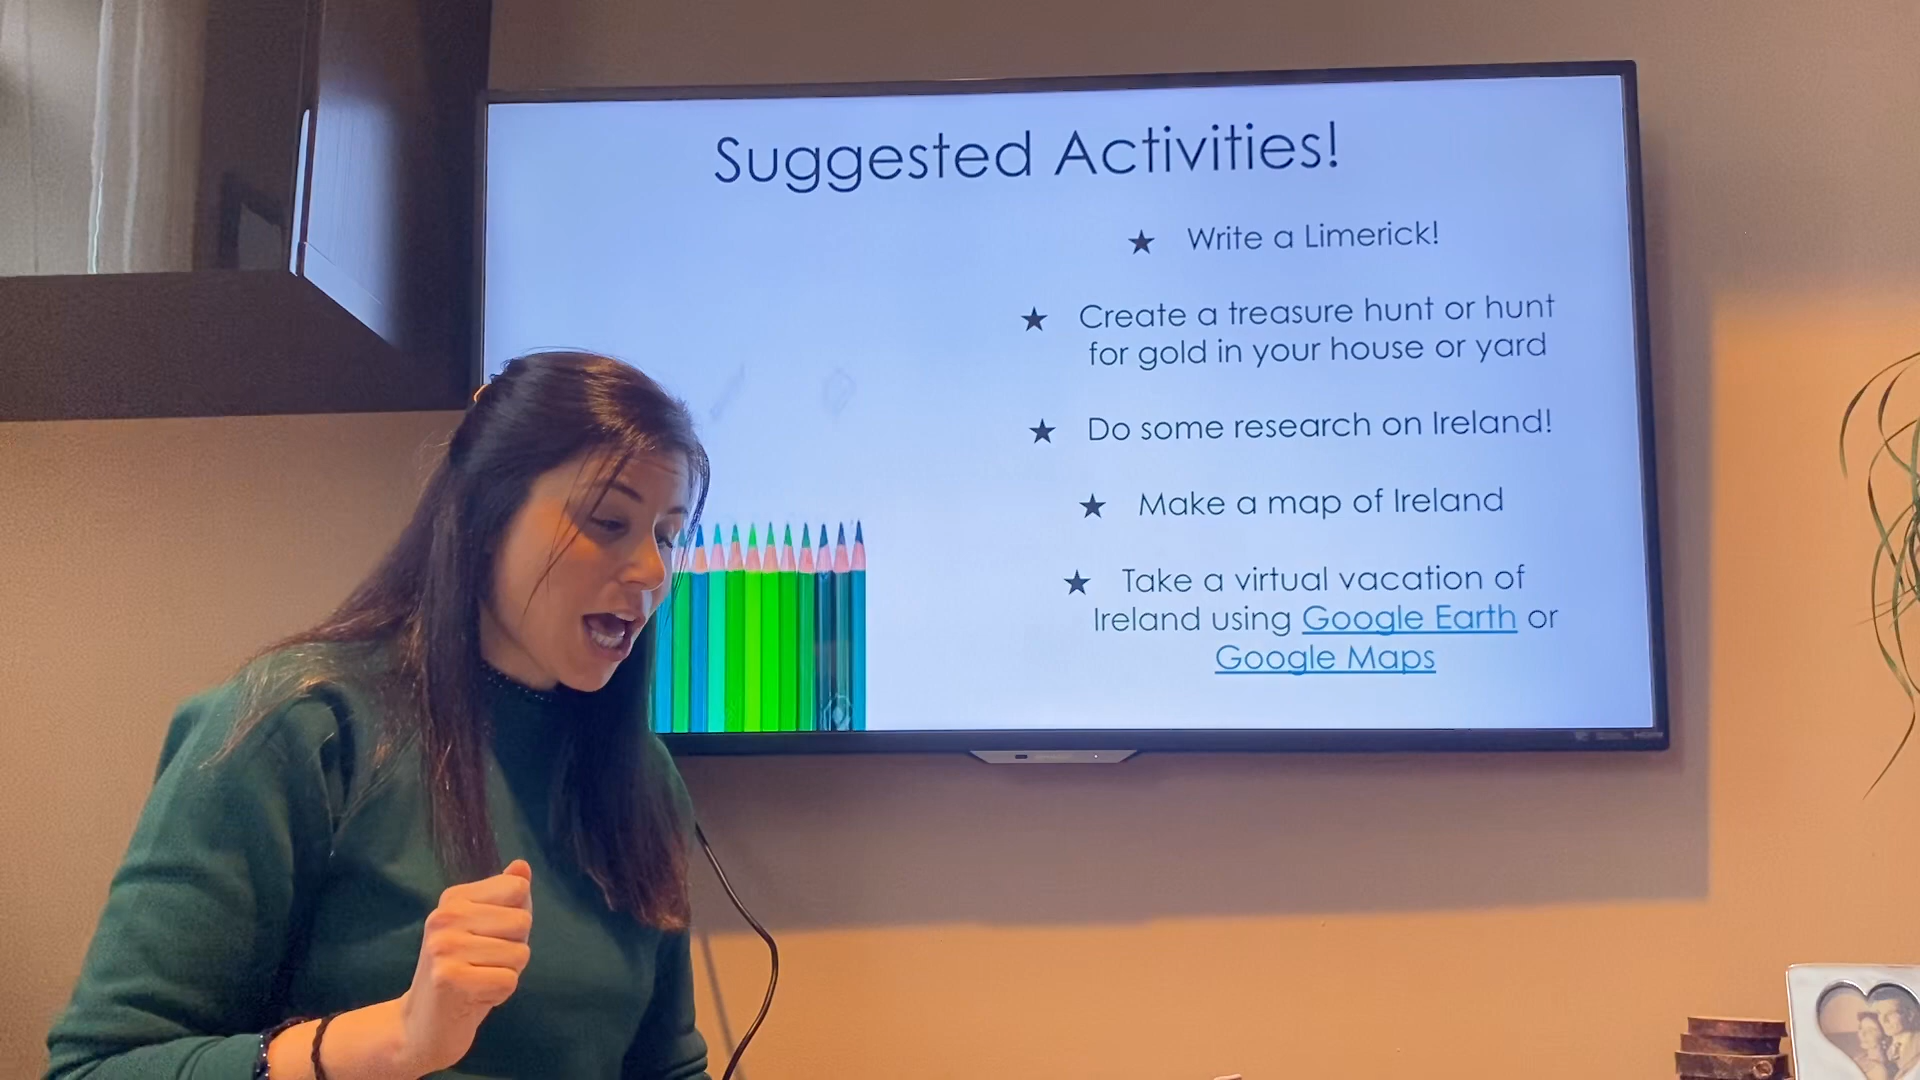 Suggested Activities!
★ Write a Limerick!
★ Create a treasure hunt or hunt
for gold in your house or yard
★ Do some research on Ireland!
★ Make a map of Ireland
★ Take a virtual vacation of
Ireland using Google Earth or
Google Maps